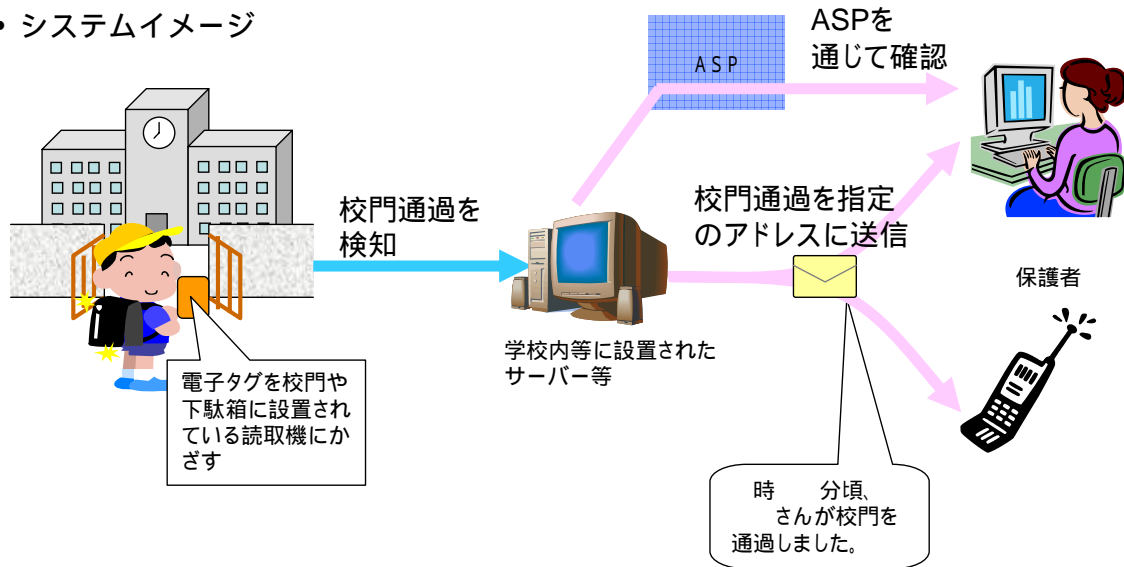 ・ システムイメージ
ASPを
通じて確認
ASP
校門通過を
検知
校門通過を指定
のアドレスに送信
保護者
学校内等に設置された
サーバー等
電子タグを校門や
下駄箱に設置され
ている読取機にか
ざす
時 分頃、
さんが校門を
通過しました。